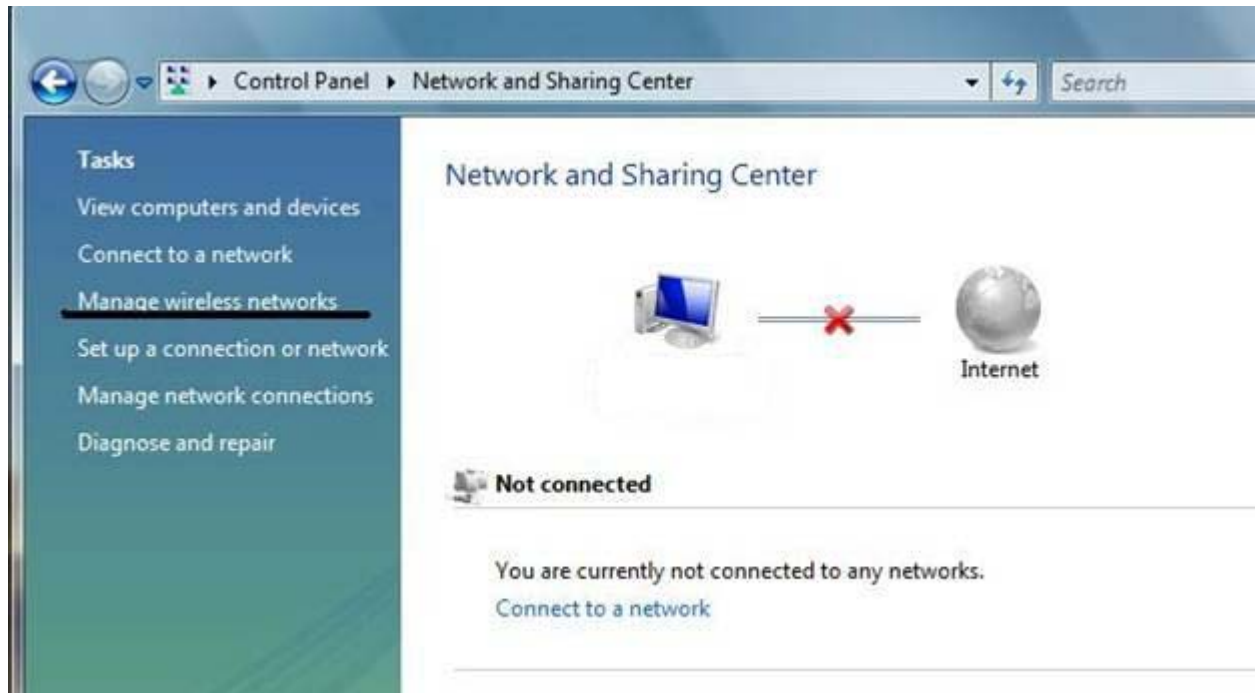 Control Panel Network and Sharing Center Search
Tasks
View computers and devices
Connect to a network
Manage wireless networks
Set up a connection or network
Manage network connections
Diagnose and repair
Network and Sharing Center
Internet
Not connected
You are currently not connected to any networks.
Connect to a network